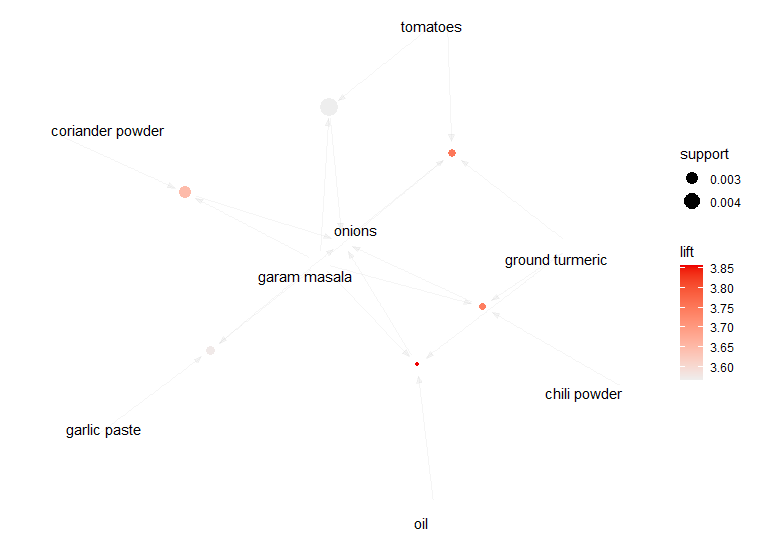 tomatoes
coriander powder
support
0.003
0.004
onions
lift
ground turmeric
garam masala
3.85
3.80
3.75
3.70
3.65
3.60
chili powder
garlic paste
oil